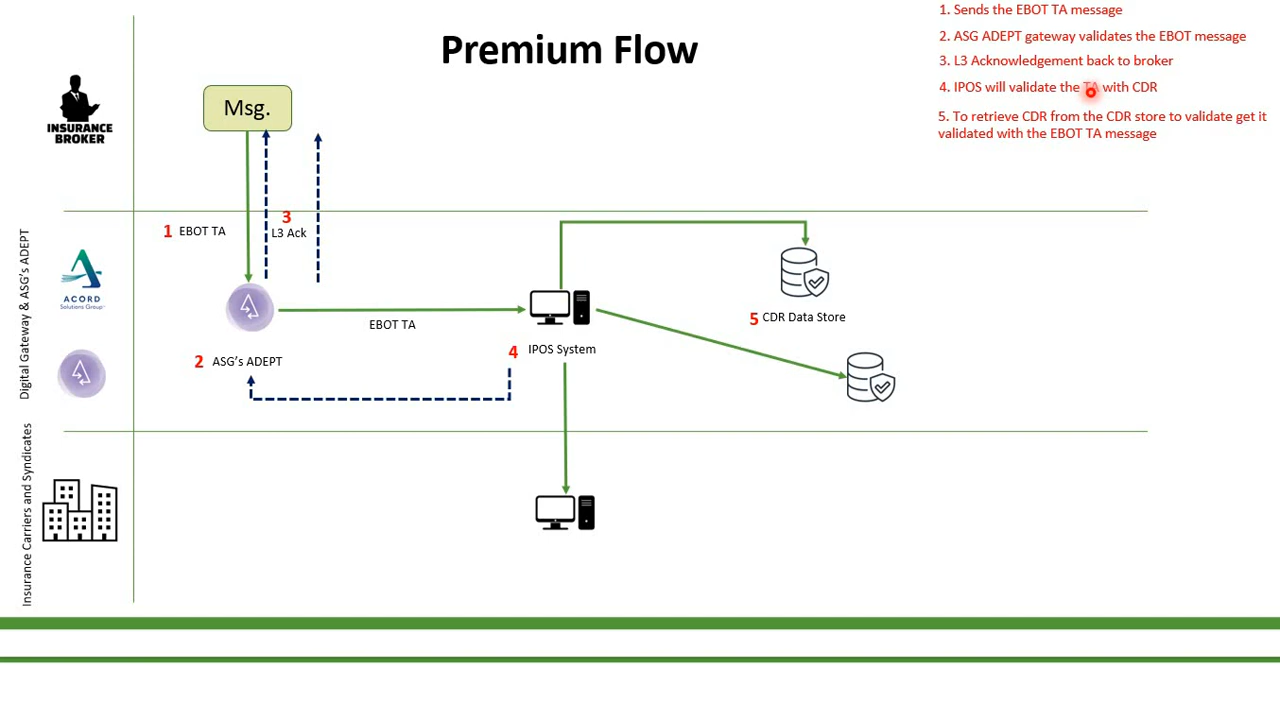 Premium Flow
1. Sends the EBOT TA message
2. ASG ADEPT gateway validates the EBOT message
3. L3 Acknowledgement back to broker
4. IPOS will validate the TA with CDR
5. To retrieve CDR from the CDR store to validate get it
validated with the EBOT TA message
INSURANCE
BROKER
Msg.
1 EBOT TA
3
L3 Ack
Digital Gateway & ASG's ADEPT
ACORD
Solutions Group
EBOT TA
2 ASG's ADEPT
4 IPOS System
5 CDR Data Store
Insurance Carriers and Syndicates